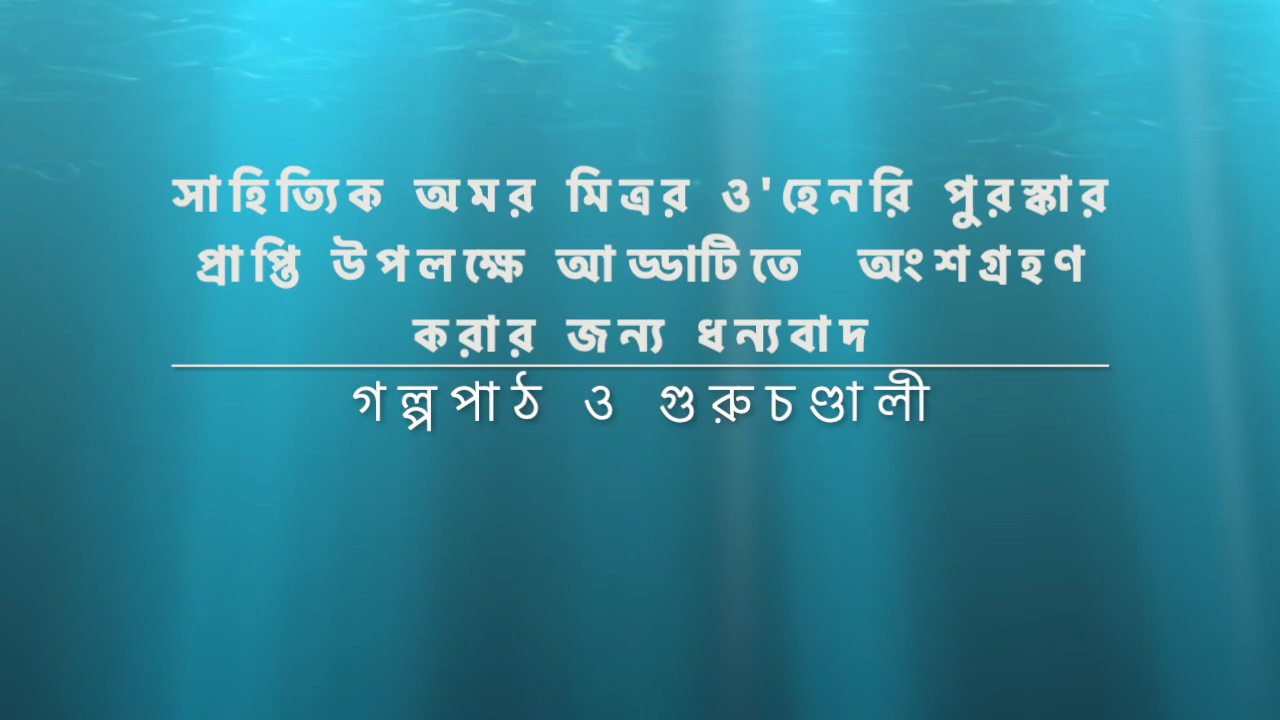 সাহিত্যিক অমর মিত্রর ও'হেনরি পুরস্কার
প্রাপ্তি উপলক্ষে আড্ডাটিতে অংশগ্রহণ
করার জন্য ধন্যবাদ
গল্পপাঠ ও গুরুচণ্ডালী